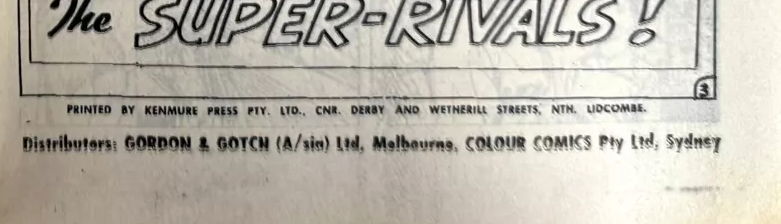 The SUPER-RIVALS!
3
PRINTED BY KENMURE PRESS PTY. LTD., CNR. DERBY AND WETHERILL STREETS, NTH. LIDCOMBE.
Distributors: GORDON & GOTCH (A/sia) Ltd, Melbourne, COLOUR COMICS Pty Ltd, Sydney